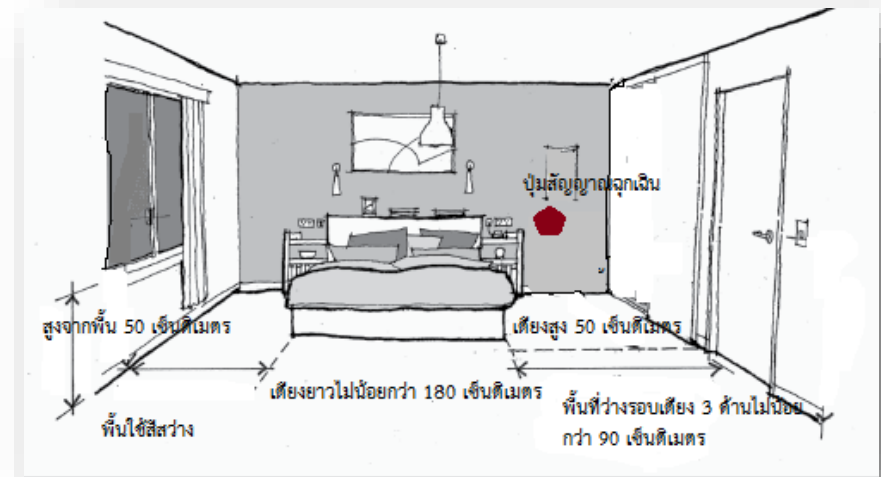 ปุ่มสัญญาณฉุกเฉิน
สูงจากพื้น 50 เซ็นติเมตร
เตียงสูง 50 เซ็นติเมตร
เตียงยาวไม่น้อยกว่า 180 เซ็นติเมตร
พื้นที่ว่างรอบเตียง 3 ด้านไม่น้อย
กว่า 90 เซ็นติเมตร
พื้นใช้สีสว่าง